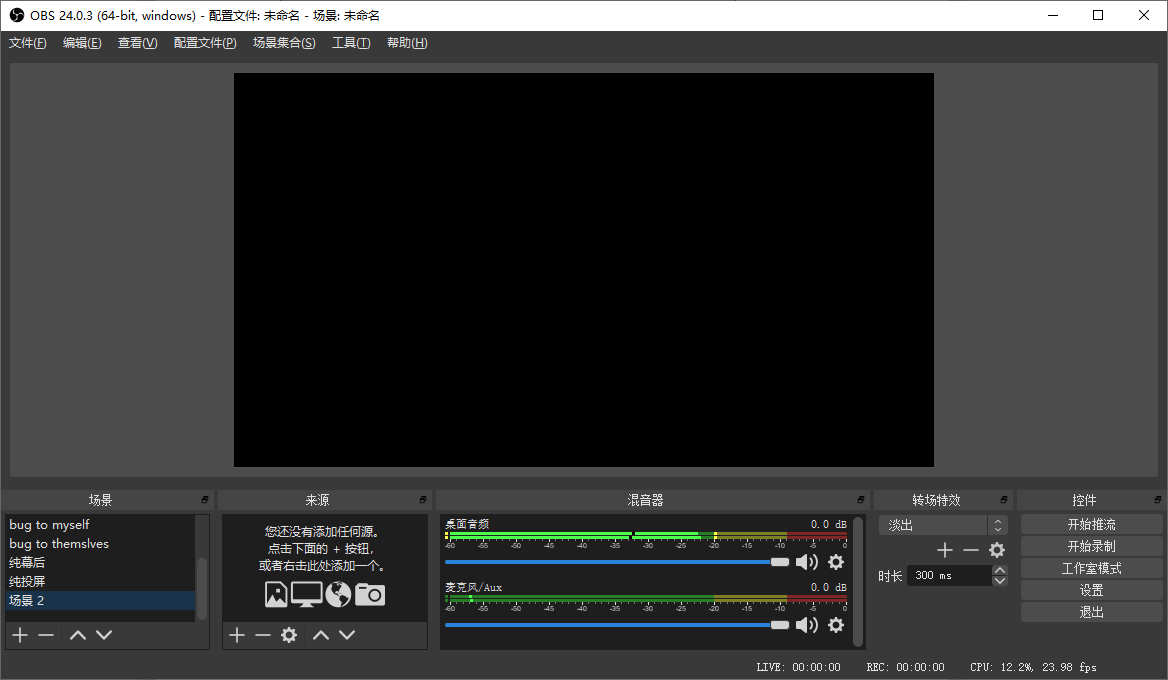 OBS 24.0.3 (64-bit, windows) - 配置文件: 未命名 - 场景: 未命名
文件(F) 编辑(E) 查看(V) 配置文件(P) 场景集合(S) 工具(T) 帮助(H)
场景
bug to myself
bug to themslves
纯幕后
纯投屏
场景 2
来源
您还没有添加任何源。
点击下面的 + 按钮,
或者右击此处添加一个。
混音器
桌面音频 0.0 dB
-60 -55 -50 -45 -40 -35 -30 -25 -20 -15 -10 -5 0
麦克风/Aux 0.0 dB
-60 -55 -50 -45 -40 -35 -30 -25 -20 -15 -10 -5 0
转场特效
淡出
时长 300 ms
控件
开始推流
开始录制
工作室模式
设置
退出
LIVE: 00:00:00 REC: 00:00:00 CPU: 12.2%, 23.98 fps